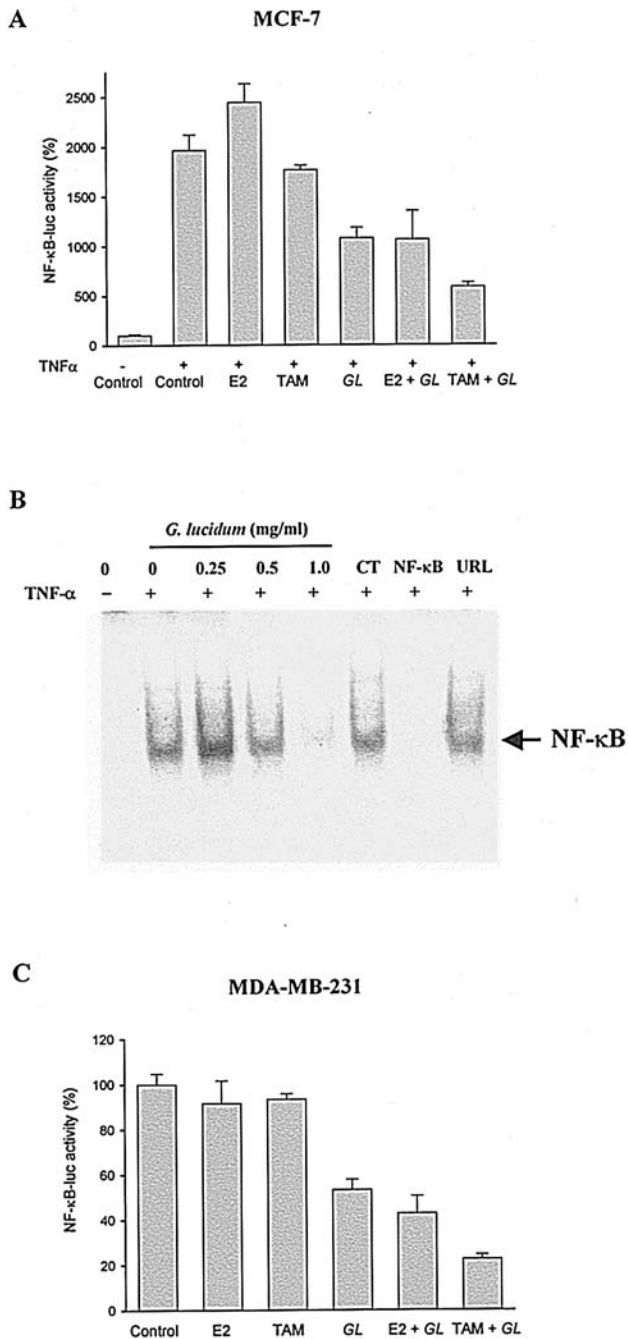 A
MCF-7
NF-κB-luc activity (%)
2500
2000
1500
1000
500
0
TNFα - + + + + + +
Control Control E2 TAM GL E2 + GL TAM + GL
B
G. lucidum (mg/ml)
0 0 0.25 0.5 1.0 CT NF-κB URL
TNF-α – + + + + + + +
NF-κB
C
MDA-MB-231
NF-κB-luc activity (%)
120
100
80
60
40
20
0
Control E2 TAM GL E2 + GL TAM + GL